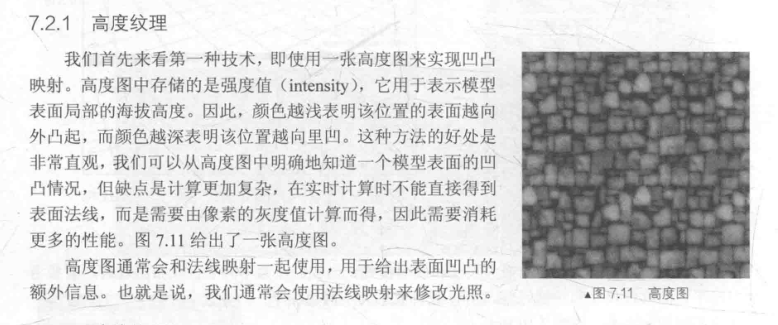 7.2.1 高度纹理
我们首先来看第一种技术，即使用一张高度图来实现凹凸
映射。高度图中存储的是强度值（intensity），它用于表示模型
表面局部的海拔高度。因此，颜色越浅表明该位置的表面越向
外凸起，而颜色越深表明该位置越向里凹。这种方法的好处是
非常直观，我们可以从高度图中明确地知道一个模型表面的凹
凸情况，但缺点是计算更加复杂，在实时计算时不能直接得到
表面法线，而是需要由像素的灰度值计算而得，因此需要消耗
更多的性能。图 7.11 给出了一张高度图。
高度图通常会和法线映射一起使用，用于给出表面凹凸的
额外信息。也就是说，我们通常会使用法线映射来修改光照。
▲图 7.11 高度图